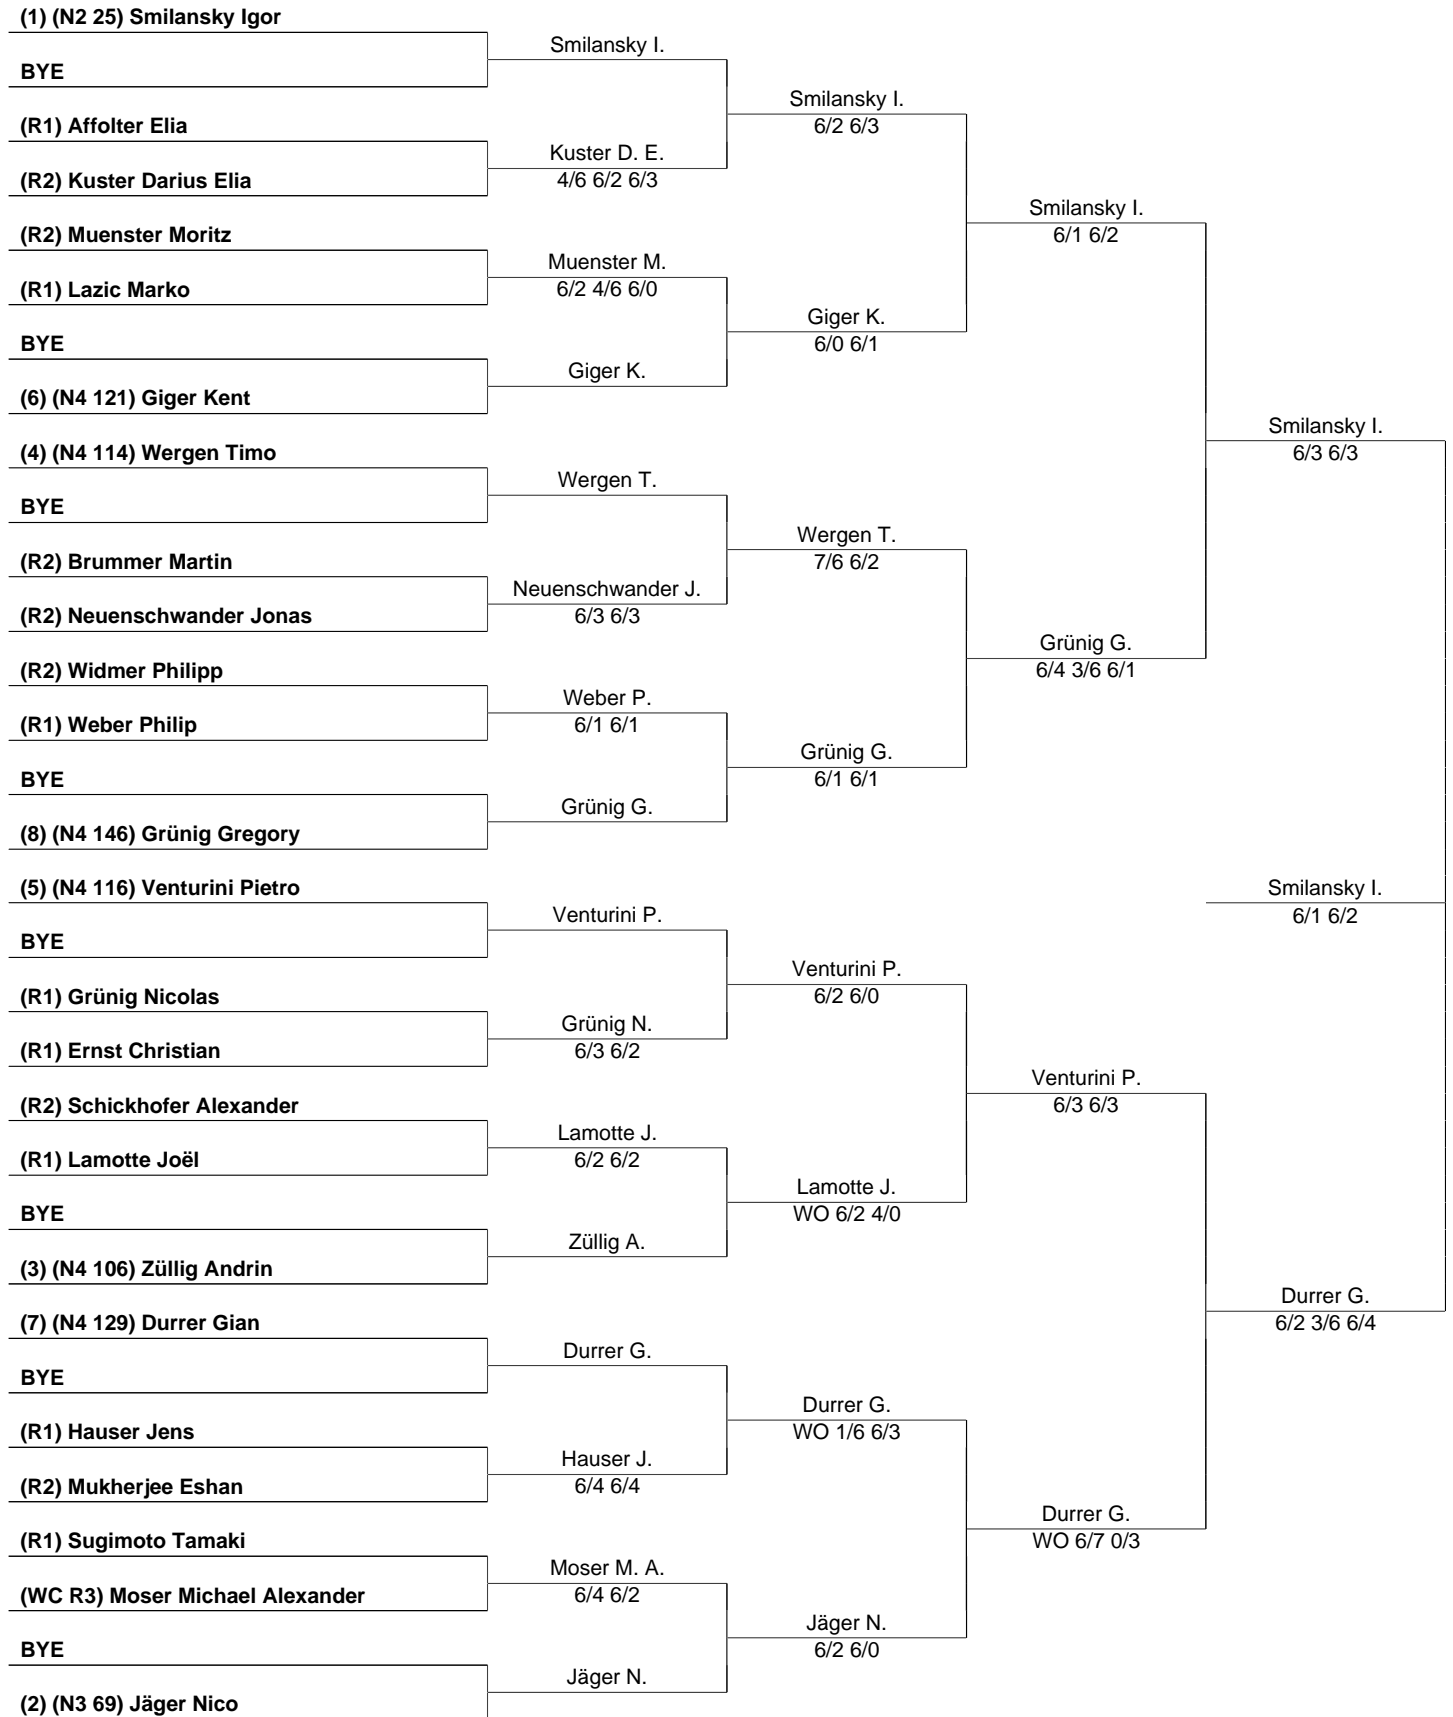 (1) (N2 25) Smilansky Igor
BYE
(R1) Affolter Elia
(R2) Kuster Darius Elia
(R2) Muenster Moritz
(R1) Lazic Marko
BYE
(6) (N4 121) Giger Kent
(4) (N4 114) Wergen Timo
BYE
(R2) Brummer Martin
(R2) Neuenschwander Jonas
(R2) Widmer Philipp
(R1) Weber Philip
BYE
(8) (N4 146) Grünig Gregory
(5) (N4 116) Venturini Pietro
BYE
(R1) Grünig Nicolas
(R1) Ernst Christian
(R2) Schickhofer Alexander
(R1) Lamotte Joël
BYE
(3) (N4 106) Züllig Andrin
(7) (N4 129) Durrer Gian
BYE
(R1) Hauser Jens
(R2) Mukherjee Eshan
(R1) Sugimoto Tamaki
(WC R3) Moser Michael Alexander
BYE
(2) (N3 69) Jäger Nico
Smilansky I.
Kuster D. E.
4/6 6/2 6/3
Muenster M.
6/2 4/6 6/0
Giger K.
Wergen T.
Neuenschwander J.
6/3 6/3
Weber P.
6/1 6/1
Grünig G.
Venturini P.
Grünig N.
6/3 6/2
Lamotte J.
6/2 6/2
Züllig A.
Durrer G.
Hauser J.
6/4 6/4
Moser M. A.
6/4 6/2
Jäger N.
Smilansky I.
6/2 6/3
Giger K.
6/0 6/1
Wergen T.
7/6 6/2
Grünig G.
6/1 6/1
Venturini P.
6/2 6/0
Lamotte J.
WO 6/2 4/0
Durrer G.
WO 1/6 6/3
Jäger N.
6/2 6/0
Smilansky I.
6/1 6/2
Grünig G.
6/4 3/6 6/1
Venturini P.
6/3 6/3
Durrer G.
WO 6/7 0/3
Smilansky I.
6/3 6/3
Durrer G.
6/2 3/6 6/4
Smilansky I.
6/1 6/2